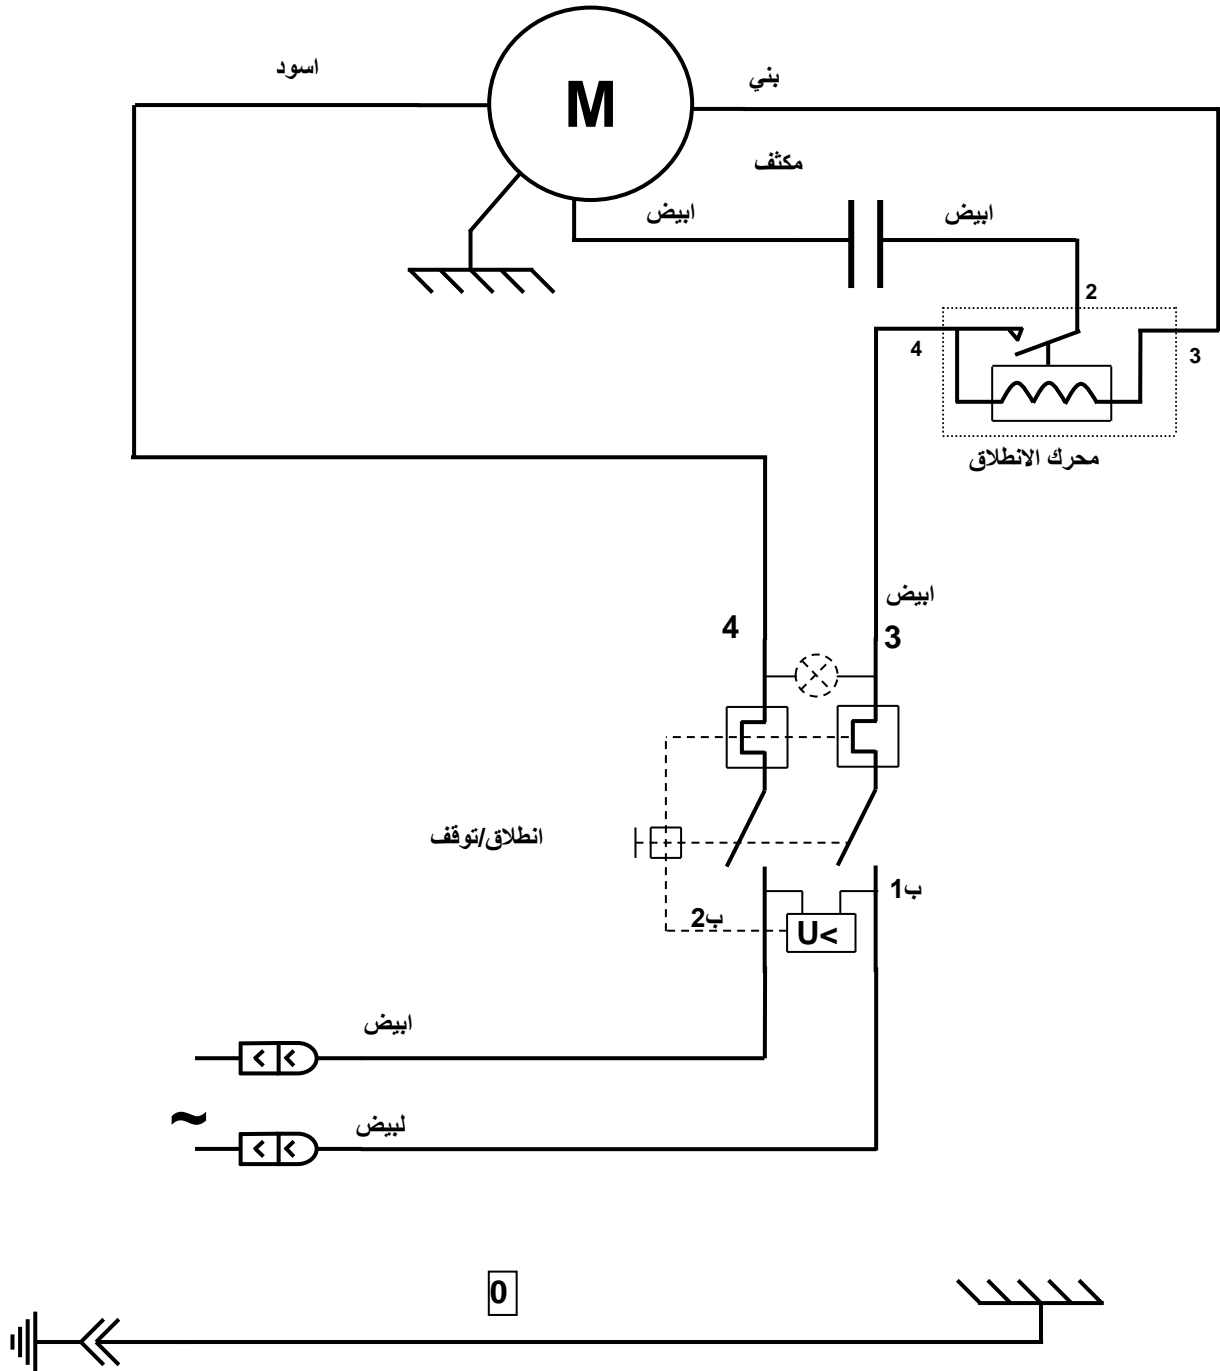 اسود
M
بني
مكثف
ابيض
ابيض
2
4
3
محرك الانطلاق
ابيض
4
3
انطلاق/توقف
ب1
ب2
U<
ابيض
لبيض
~
0